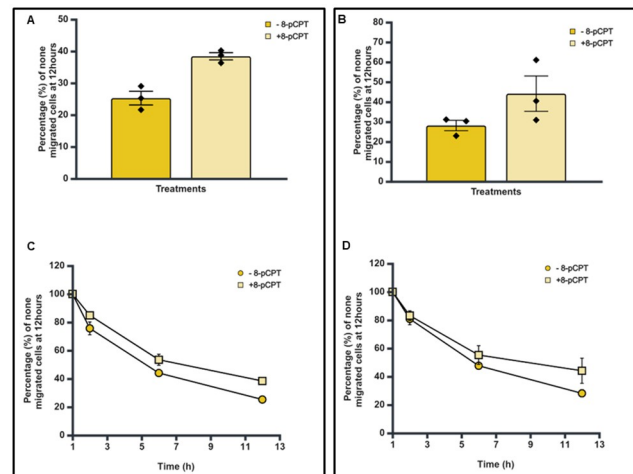 A
- 8-pCPT
+8-pCPT
Percentage (%) of none
migrated cells at 12hours
50
40
30
20
10
0
Treatments
B
- 8-pCPT
+8-pCPT
Percentage (%) of none
migrated cells at 12hours
90
80
70
60
50
40
30
20
10
0
Treatments
C
- 8-pCPT
+8-pCPT
Percentage (%) of none
migrated cells at 12hours
120
100
80
60
40
20
0
1 3 5 7 9 11 13
Time (h)
D
- 8-pCPT
+8-pCPT
Percentage (%) of none
migrated cells at 12hours
120
100
80
60
40
20
0
1 3 5 7 9 11 13
Time (h)